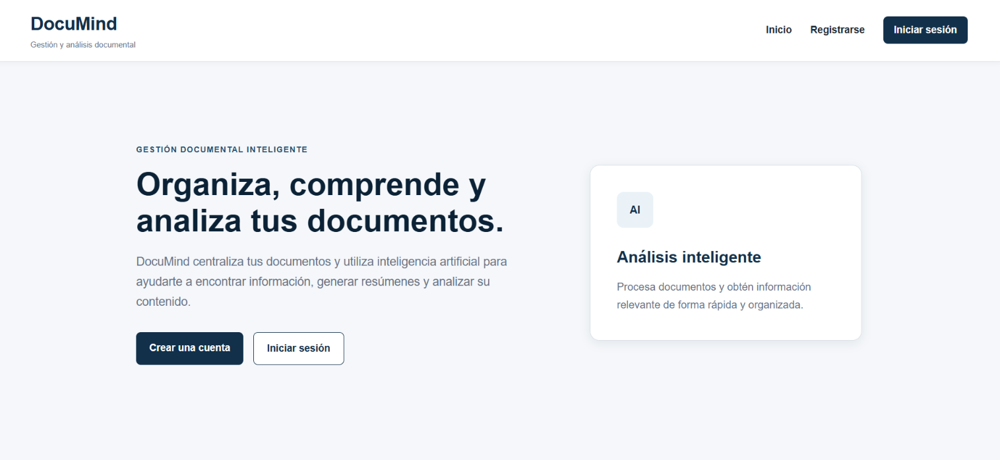 DocuMind
Gestión y análisis documental
Inicio
Registrarse
Iniciar sesión
GESTIÓN DOCUMENTAL INTELIGENTE
Organiza, comprende y
analiza tus documentos.
DocuMind centraliza tus documentos y utiliza inteligencia artificial para
ayudarte a encontrar información, generar resúmenes y analizar su
contenido.
Crear una cuenta
Iniciar sesión
AI
Análisis inteligente
Procesa documentos y obtén información
relevante de forma rápida y organizada.